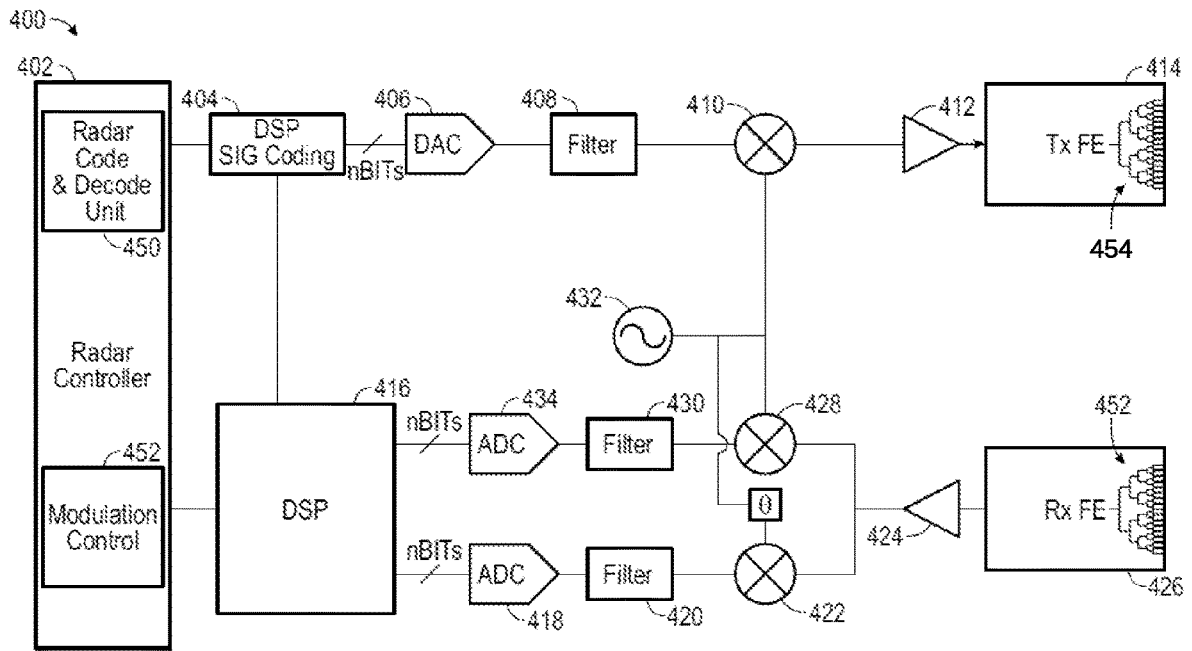 400
402
Radar
Code
& Decode
Unit
450
404
DSP
SIG Coding
nBITs
406
DAC
408
Filter
410
412
414
Tx FE
454
432
Radar
Controller
452
Modulation
Control
416
DSP
nBITs
434
ADC
430
Filter
428
θ
nBITs
ADC
418
Filter
420
422
424
452
Rx FE
426